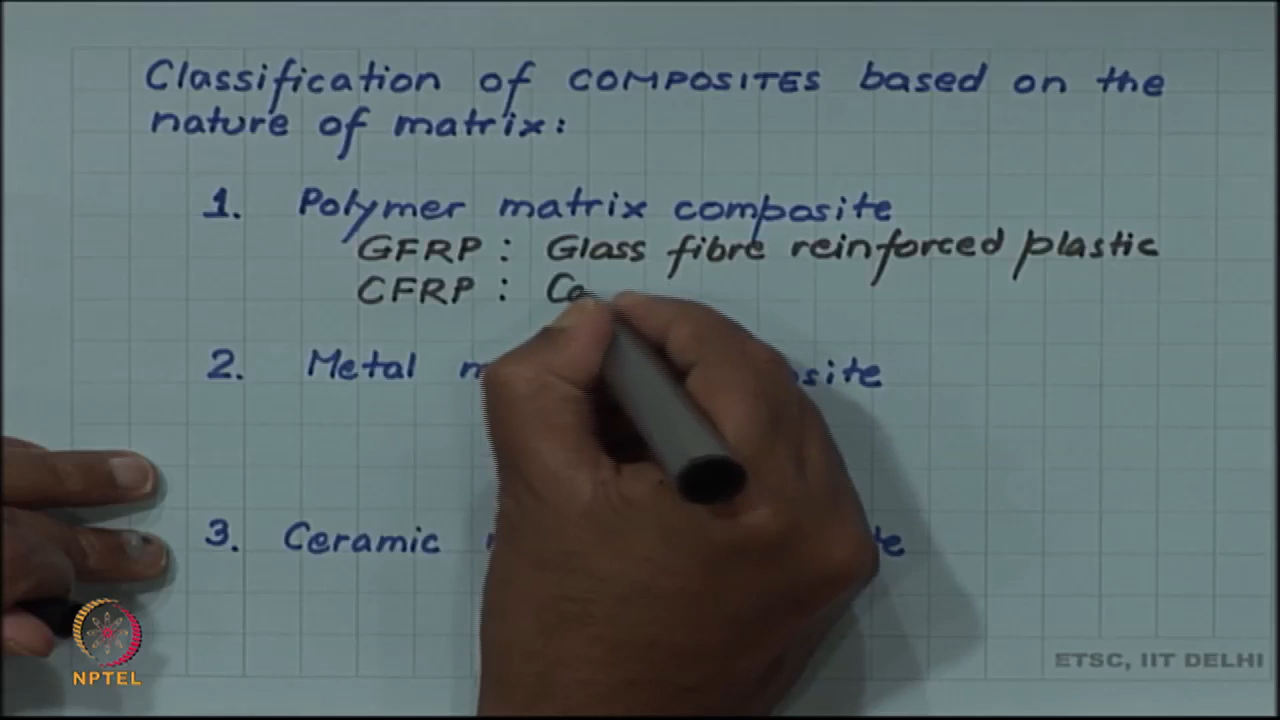 Classification of COMPOSITES based on the
nature of matrix:
1. Polymer matrix composite
GFRP : Glass fibre reinforced plastic
CFRP : Ca
2. Metal
3. Ceramic
NPTEL
ETSC, IIT DELHI